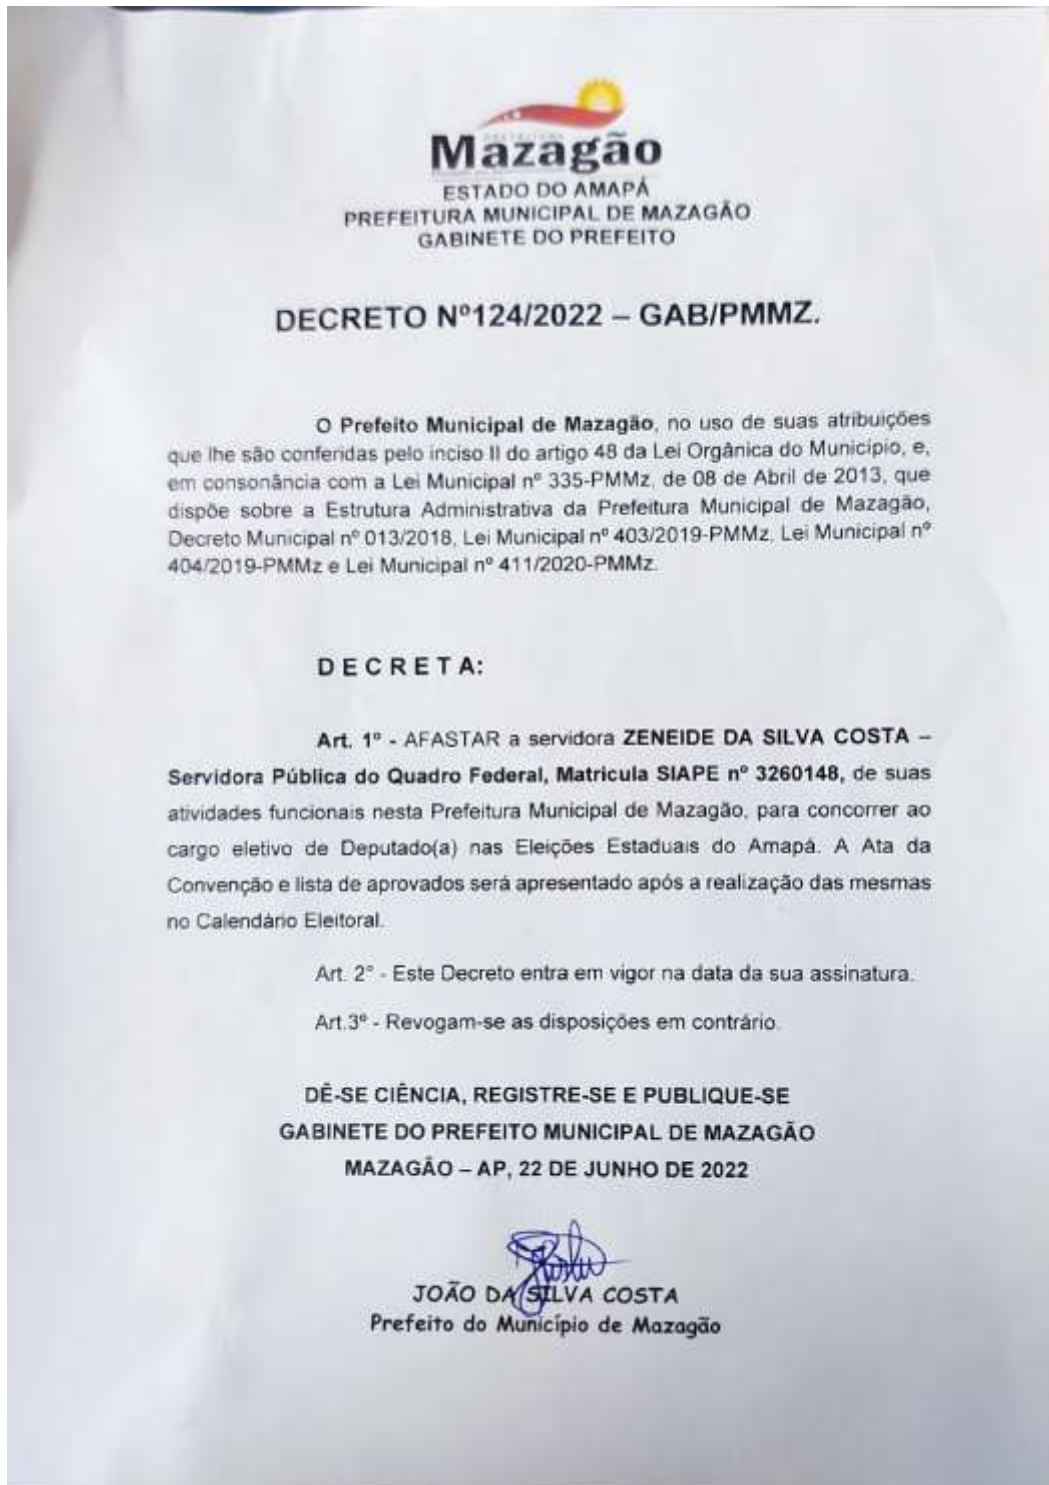 Mazagão
ESTADO DO AMAPÁ
PREFEITURA MUNICIPAL DE MAZAGÃO
GABINETE DO PREFEITO
DECRETO Nº124/2022 – GAB/PMMZ.
O Prefeito Municipal de Mazagão, no uso de suas atribuições
que lhe são conferidas pelo inciso II do artigo 48 da Lei Orgânica do Município, e,
em consonância com a Lei Municipal nº 335-PMMz, de 08 de Abril de 2013, que
dispõe sobre a Estrutura Administrativa da Prefeitura Municipal de Mazagão,
Decreto Municipal nº 013/2018, Lei Municipal nº 403/2019-PMMz, Lei Municipal nº
404/2019-PMMz e Lei Municipal nº 411/2020-PMMz.
D E C R E T A:
Art. 1º - AFASTAR a servidora ZENEIDE DA SILVA COSTA –
Servidora Pública do Quadro Federal, Matricula SIAPE nº 3260148, de suas
atividades funcionais nesta Prefeitura Municipal de Mazagão, para concorrer ao
cargo eletivo de Deputado(a) nas Eleições Estaduais do Amapá. A Ata da
Convenção e lista de aprovados será apresentado após a realização das mesmas
no Calendário Eleitoral.
Art. 2° - Este Decreto entra em vigor na data da sua assinatura.
Art.3º - Revogam-se as disposições em contrário.
DÊ-SE CIÊNCIA, REGISTRE-SE E PUBLIQUE-SE
GABINETE DO PREFEITO MUNICIPAL DE MAZAGÃO
MAZAGÃO – AP, 22 DE JUNHO DE 2022
JOÃO DA SILVA COSTA
Prefeito do Município de Mazagão